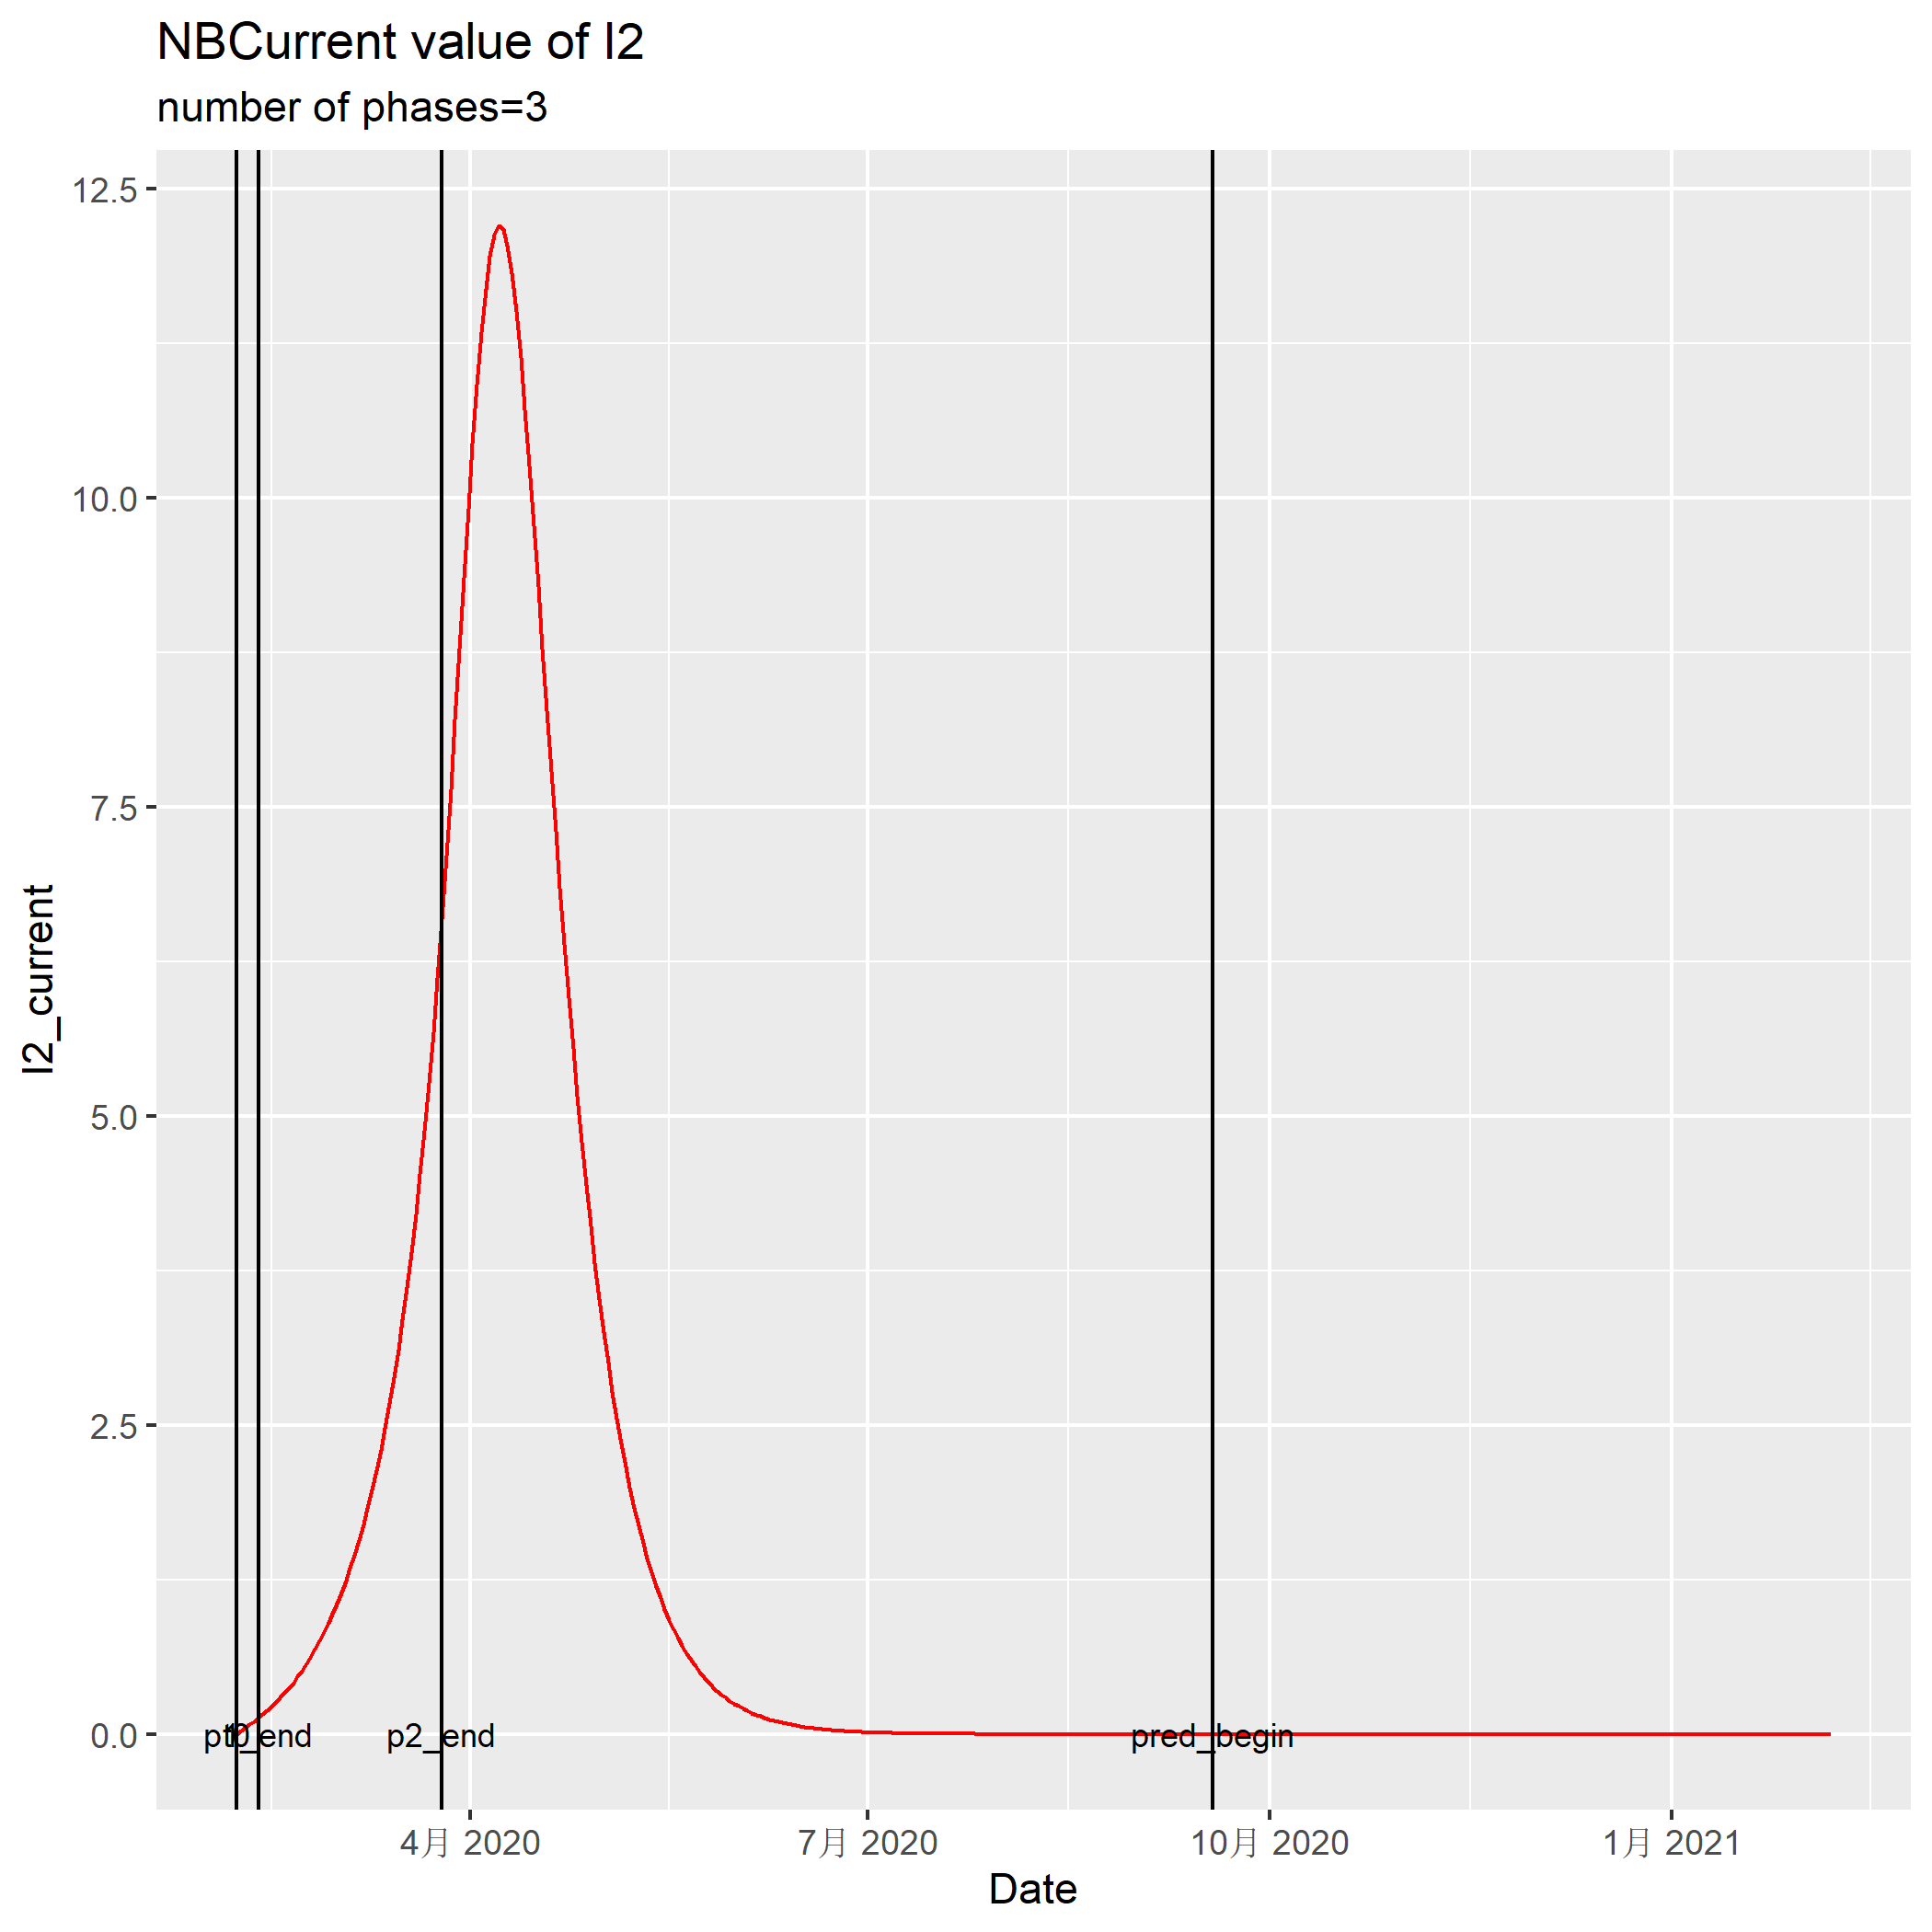 NBCurrent value of I2
number of phases=3
12.5
10.0
7.5
5.0
2.5
0.0
I2_current
p2_end
pred_begin
4月 2020
7月 2020
10月 2020
1月 2021
Date